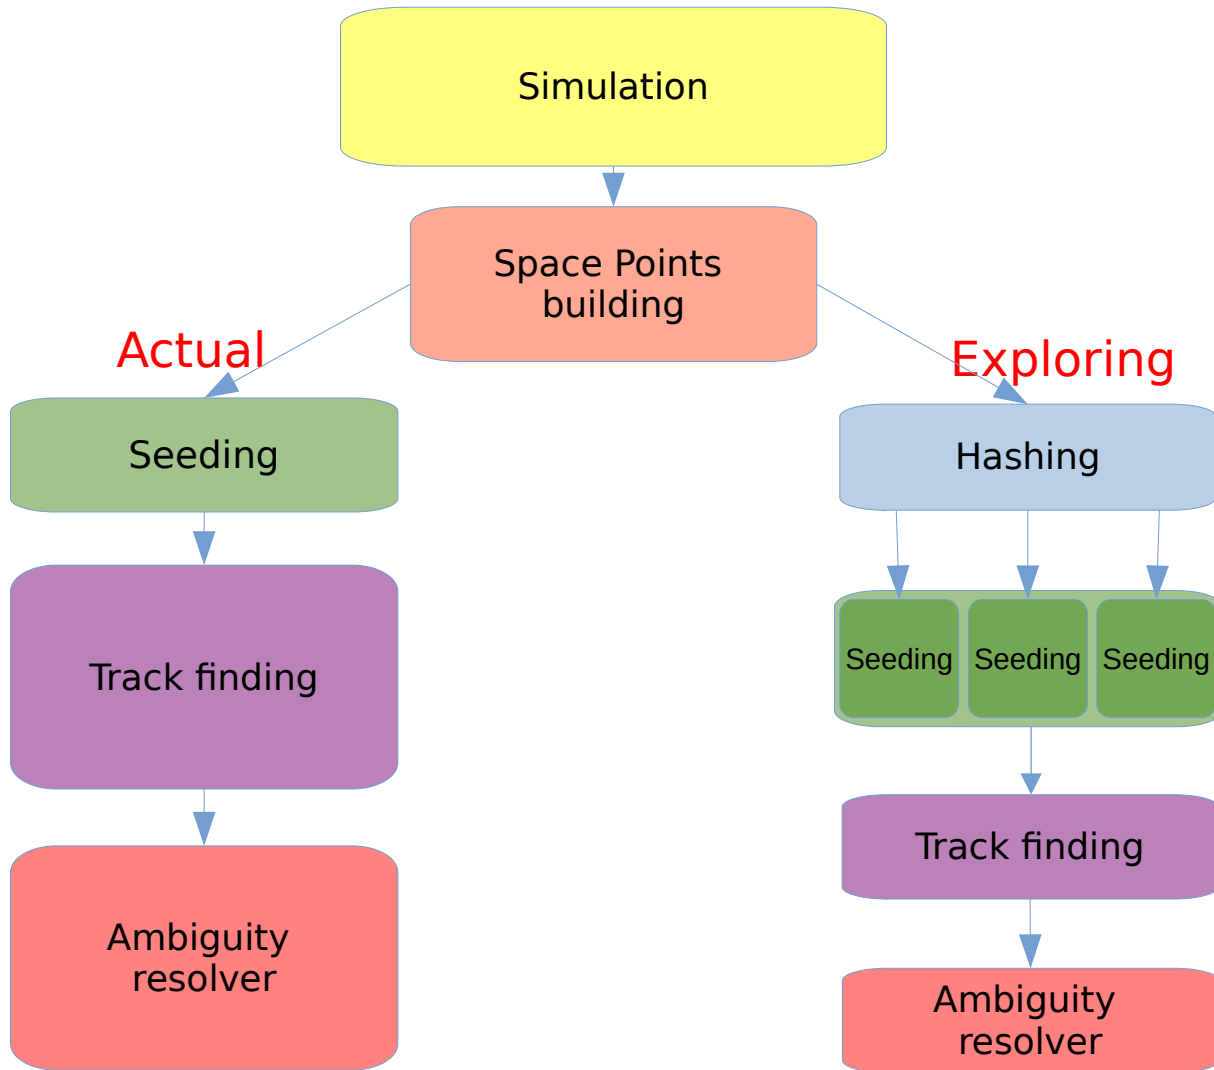 Simulation
Space Points
building
Actual
Exploring
Seeding
Hashing
Track finding
Seeding Seeding Seeding
Track finding
Ambiguity
resolver
Ambiguity
resolver